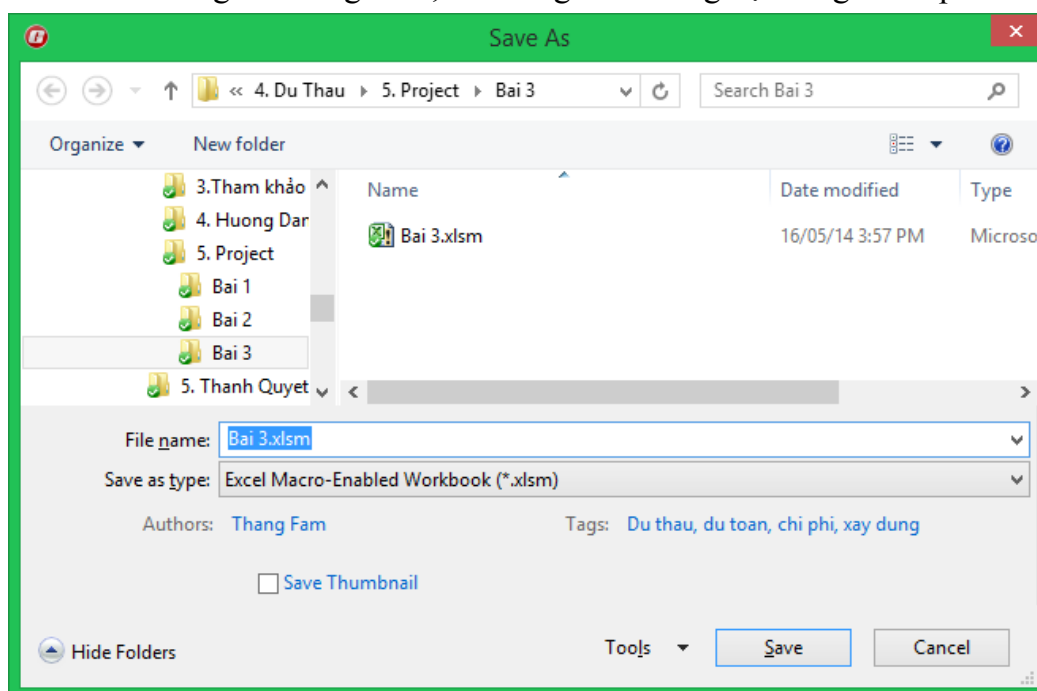 Save As
« 4. Du Thau ▸ 5. Project ▸ Bai 3
Search Bai 3
Organize
New folder
3.Tham khảo
4. Huong Dar
5. Project
Bai 1
Bai 2
Bai 3
5. Thanh Quyet
Name
Date modified
Type
Bai 3.xlsm
16/05/14 3:57 PM
Microso
File name: Bai 3.xlsm
Save as type: Excel Macro-Enabled Workbook (*.xlsm)
Authors: Thang Fam
Tags: Du thau, du toan, chi phi, xay dung
Save Thumbnail
Hide Folders
Tools
Save
Cancel